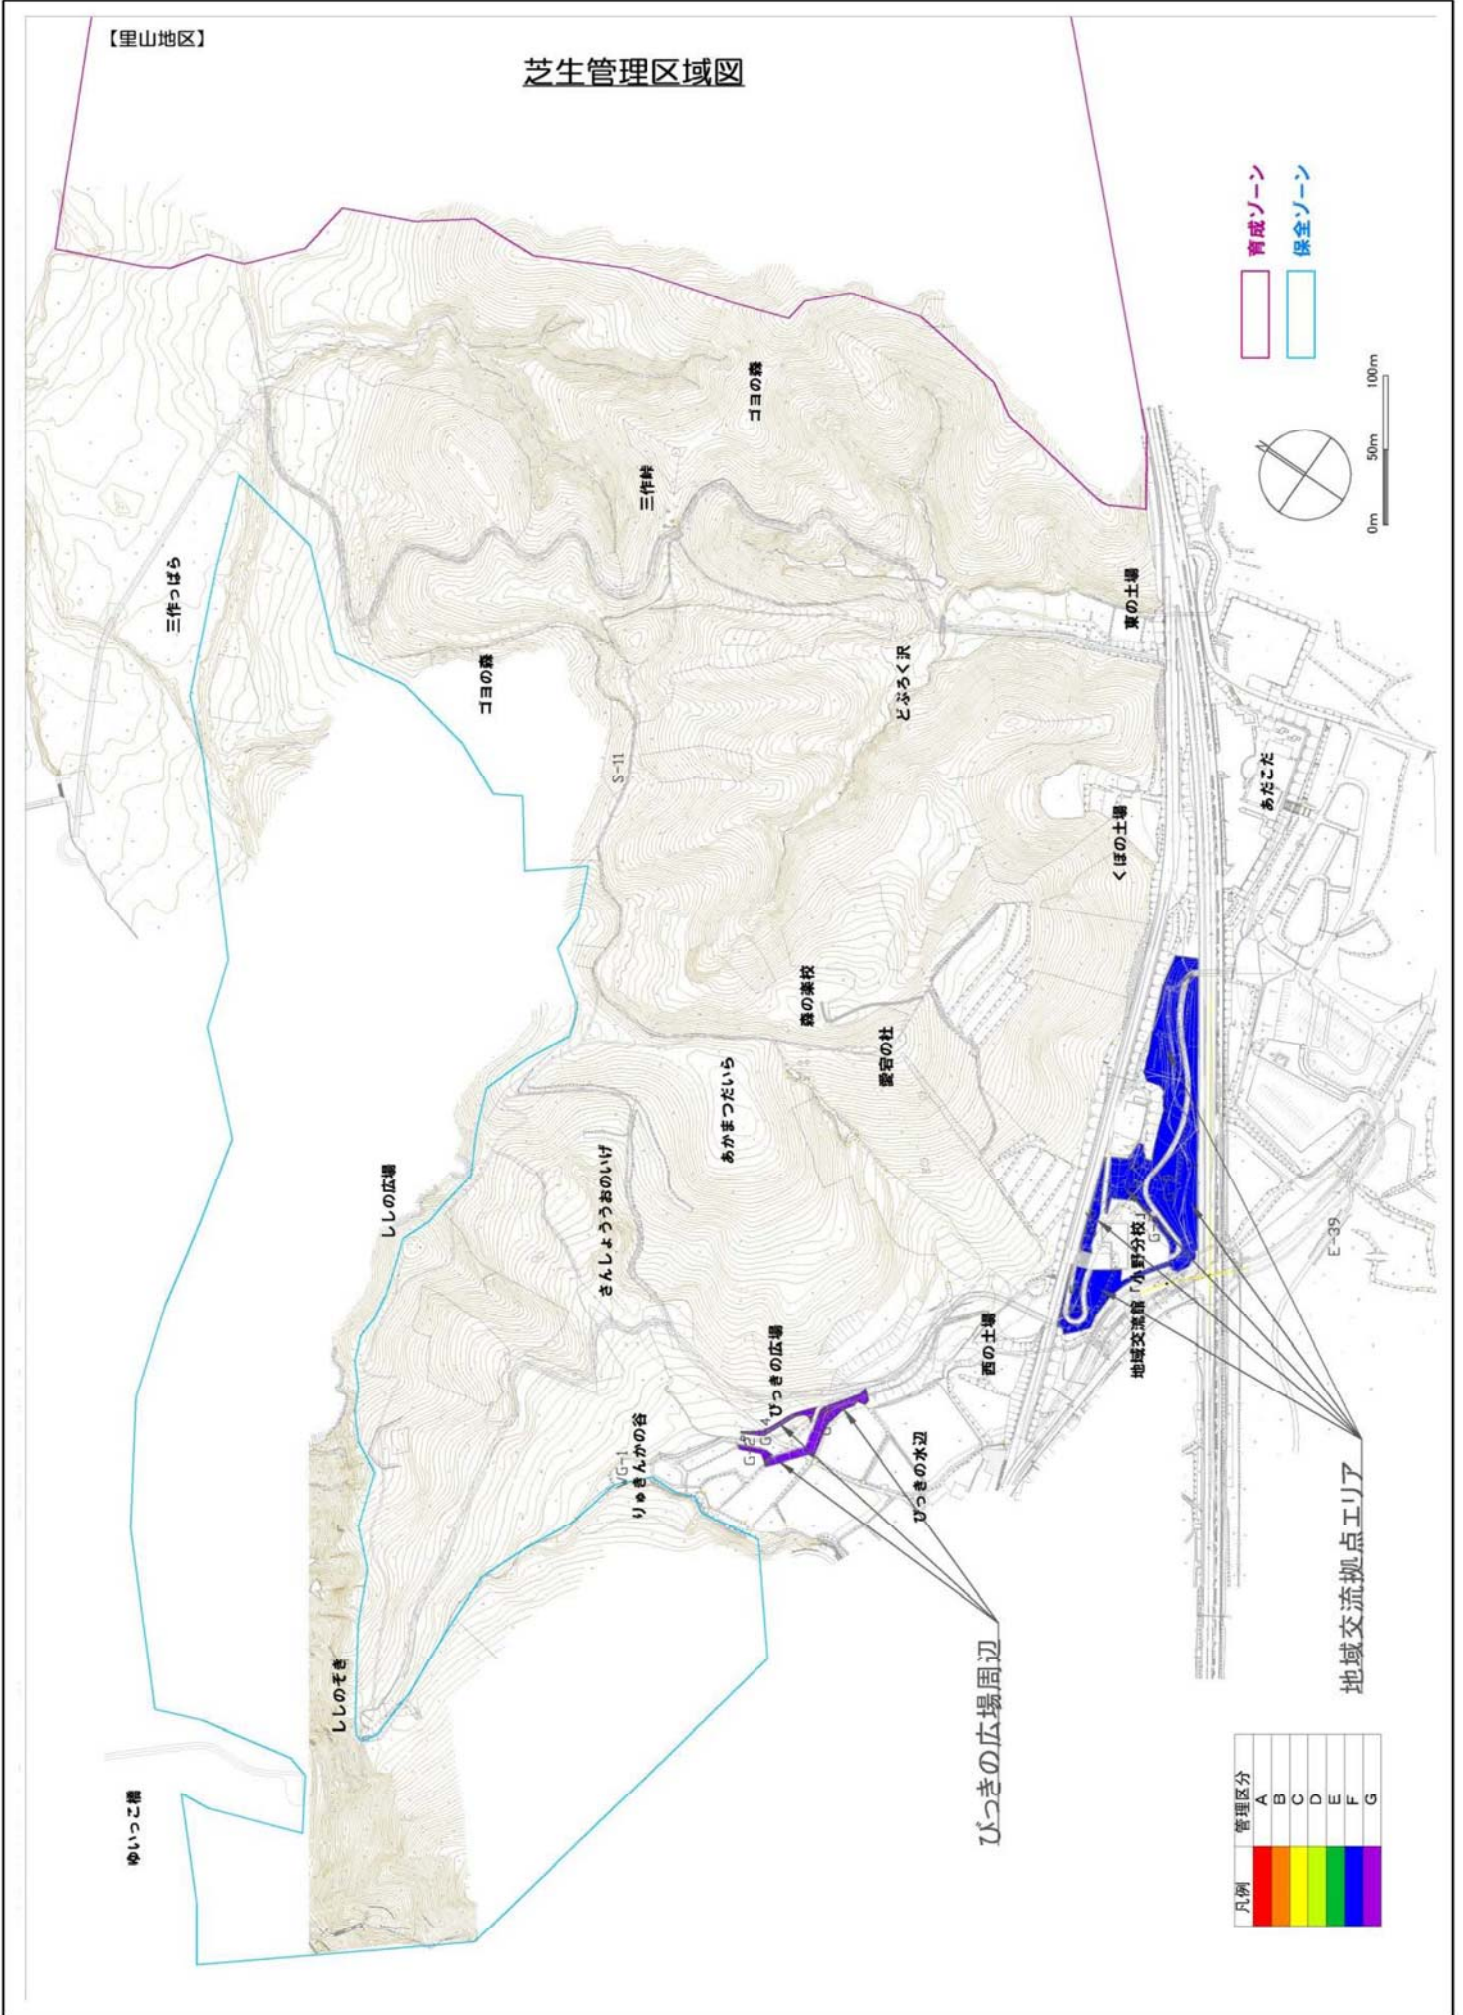 【里山地区】
芝生管理区域図
育成ゾーン
保全ゾーン
N
0m 50m 100m
三作っぱら
ゴヨの森
三作峠
ゴヨの森
S-11
どぶろく沢
東の土場
あだこだ
くぼの土場
森の楽校
愛宕の杜
あかまつだいら
さんしょううおのいけ
ししの広場
地域交流館「小野分校」
E-39
西の土場
びっきの広場
びっきの水辺
VG-1
りゅきんかの谷
G-2
ししのぞき
ゆいっこ橋
びっきの広場周辺
地域交流拠点エリア
凡例 管理区分
A
B
C
D
E
F
G